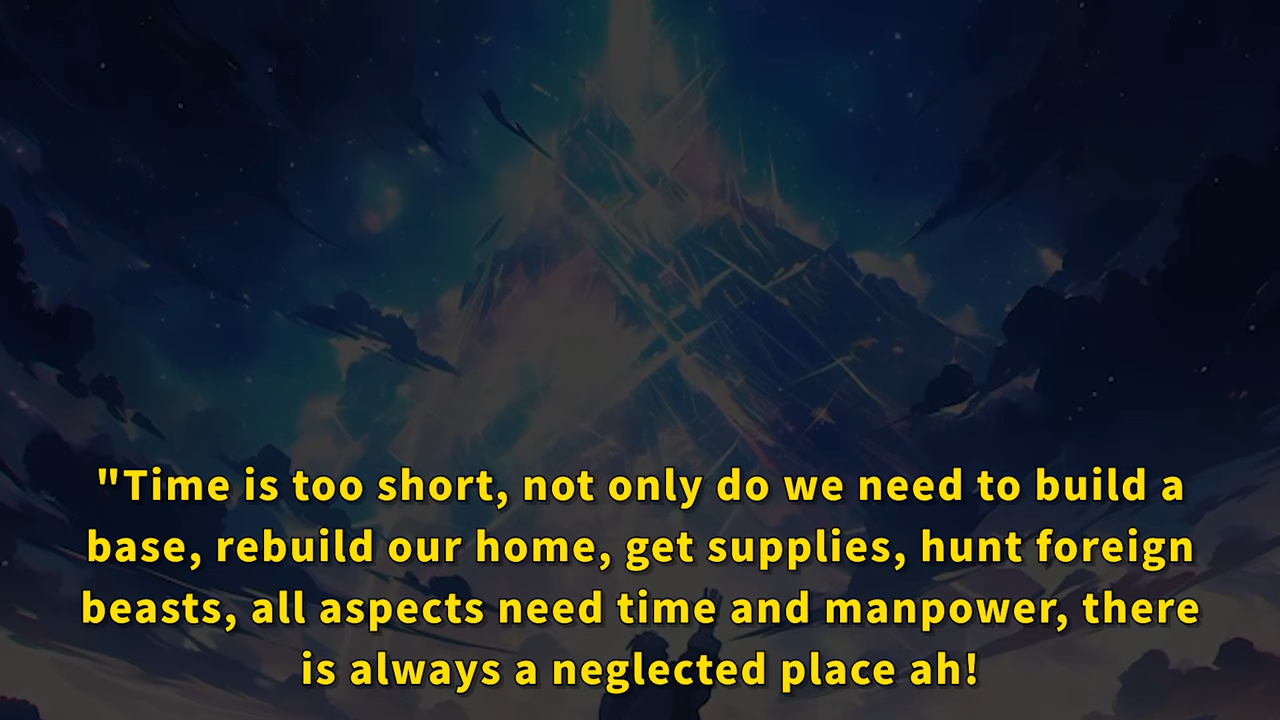 "Time is too short, not only do we need to build a
base, rebuild our home, get supplies, hunt foreign
beasts, all aspects need time and manpower, there
is always a neglected place ah!